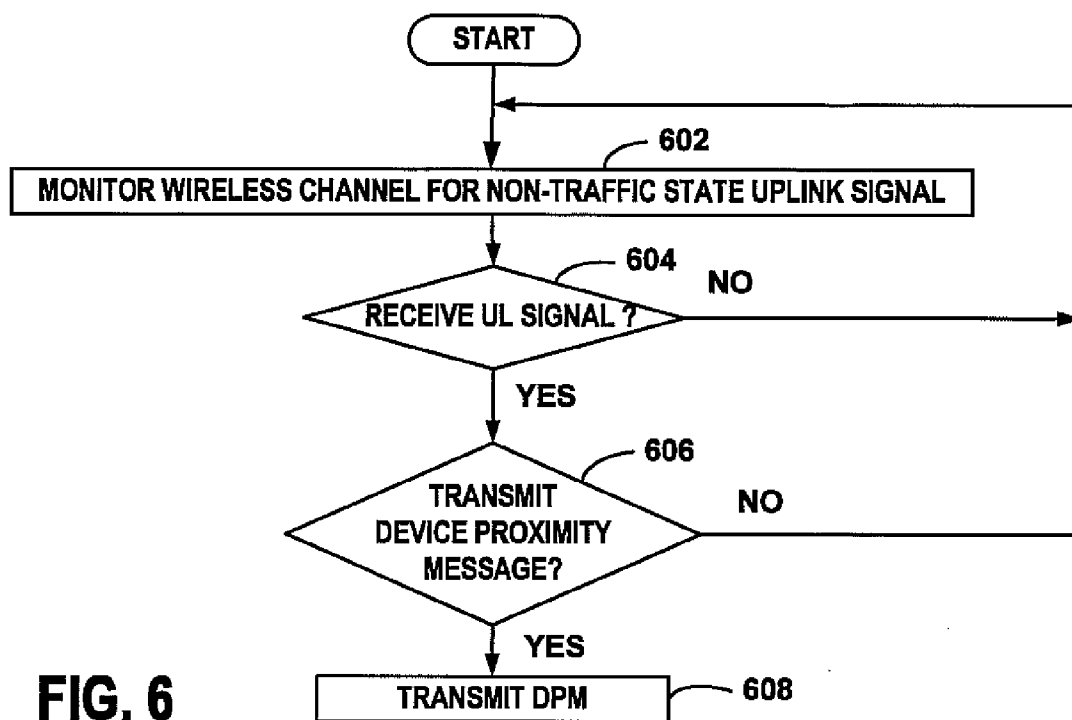 START
602
MONITOR WIRELESS CHANNEL FOR NON-TRAFFIC STATE UPLINK SIGNAL
604
NO
RECEIVE UL SIGNAL ?
YES
606
TRANSMIT
DEVICE PROXIMITY
MESSAGE?
NO
YES
TRANSMIT DPM
608
FIG. 6